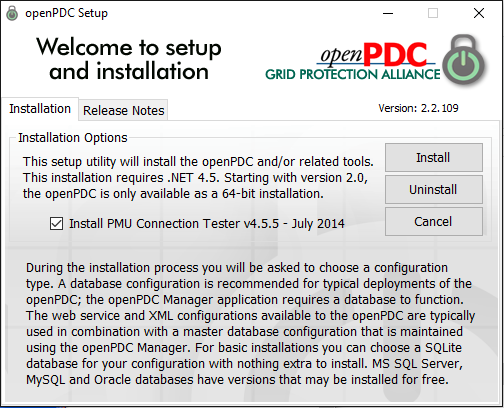 openPDC Setup
Welcome to setup
and installation
openPDC
GRID PROTECTION ALLIANCE
Installation
Release Notes
Version: 2.2.109
Installation Options
This setup utility will install the openPDC and/or related tools.
This installation requires .NET 4.5. Starting with version 2.0,
the openPDC is only available as a 64-bit installation.
Install
Uninstall
Install PMU Connection Tester v4.5.5 - July 2014
Cancel
During the installation process you will be asked to choose a configuration
type. A database configuration is recommended for typical deployments of the
openPDC; the openPDC Manager application requires a database to function.
The web service and XML configurations available to the openPDC are typically
used in combination with a master database configuration that is maintained
using the openPDC Manager. For basic installations you can choose a SQLite
database for your configuration with nothing extra to install. MS SQL Server,
MySQL and Oracle databases have versions that may be installed for free.